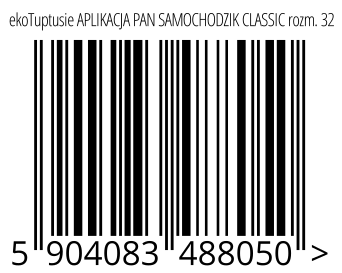 ekoTuptusie APLIKACJA PAN SAMOCHODZIK CLASSIC rozm. 32
5 904083 488050 >